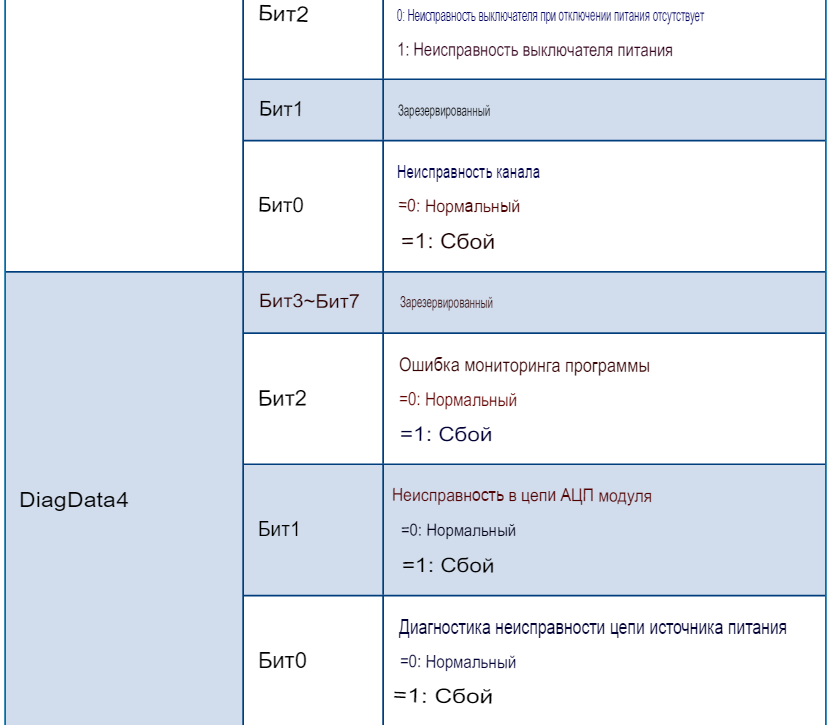 Бит2
0: Неисправность выключателя при отключении питания отсутствует
1: Неисправность выключателя питания
Бит1
Зарезервированный
Бит0
Неисправность канала
=0: Нормальный
=1: Сбой
DiagData4
Бит3~Бит7
Зарезервированный
Бит2
Ошибка мониторинга программы
=0: Нормальный
=1: Сбой
Бит1
Неисправность в цепи АЦП модуля
=0: Нормальный
=1: Сбой
Бит0
Диагностика неисправности цепи источника питания
=0: Нормальный
=1: Сбой